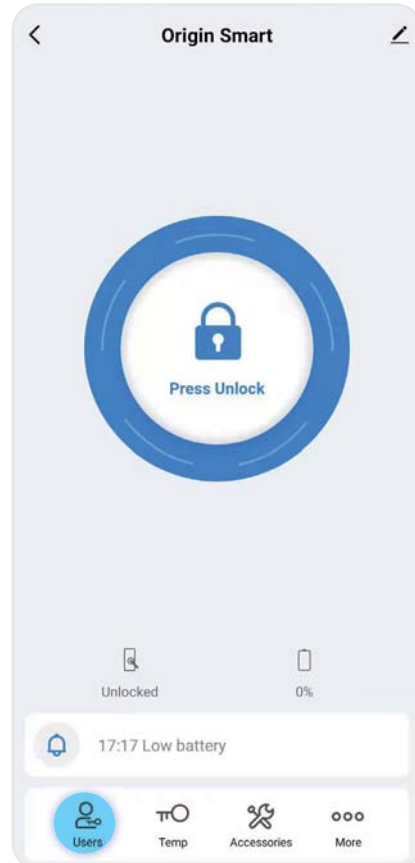 Origin Smart
Press Unlock
Unlocked 0%
17:17 Low battery
Users Temp Accessories More